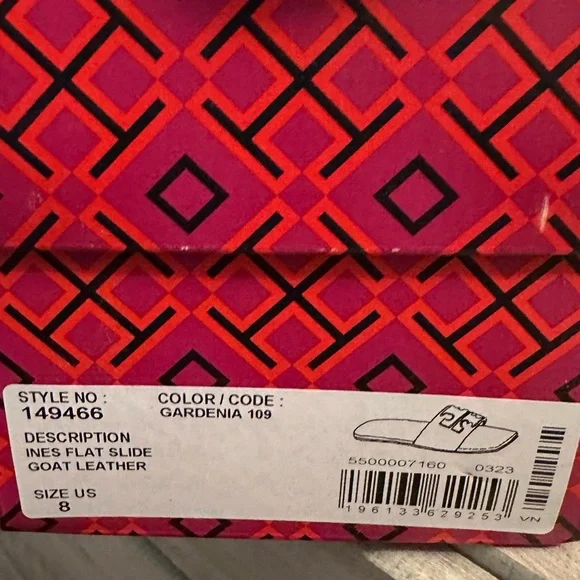 STYLE NO : COLOR / CODE :
149466 GARDENIA 109
DESCRIPTION
INES FLAT SLIDE
GOAT LEATHER
5500007160 0323
SIZE US
8
196133629253
VN